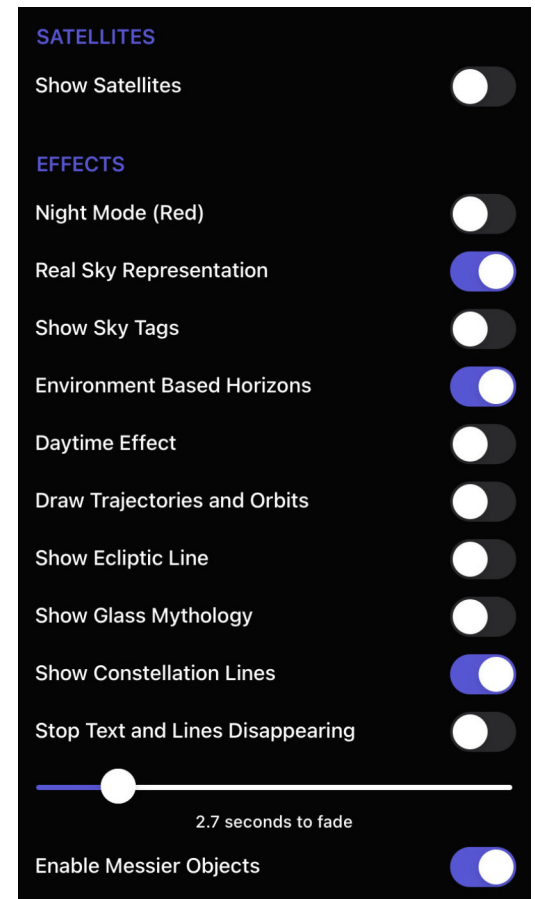 SATELLITES
Show Satellites
EFFECTS
Night Mode (Red)
Real Sky Representation
Show Sky Tags
Environment Based Horizons
Daytime Effect
Draw Trajectories and Orbits
Show Ecliptic Line
Show Glass Mythology
Show Constellation Lines
Stop Text and Lines Disappearing
2.7 seconds to fade
Enable Messier Objects